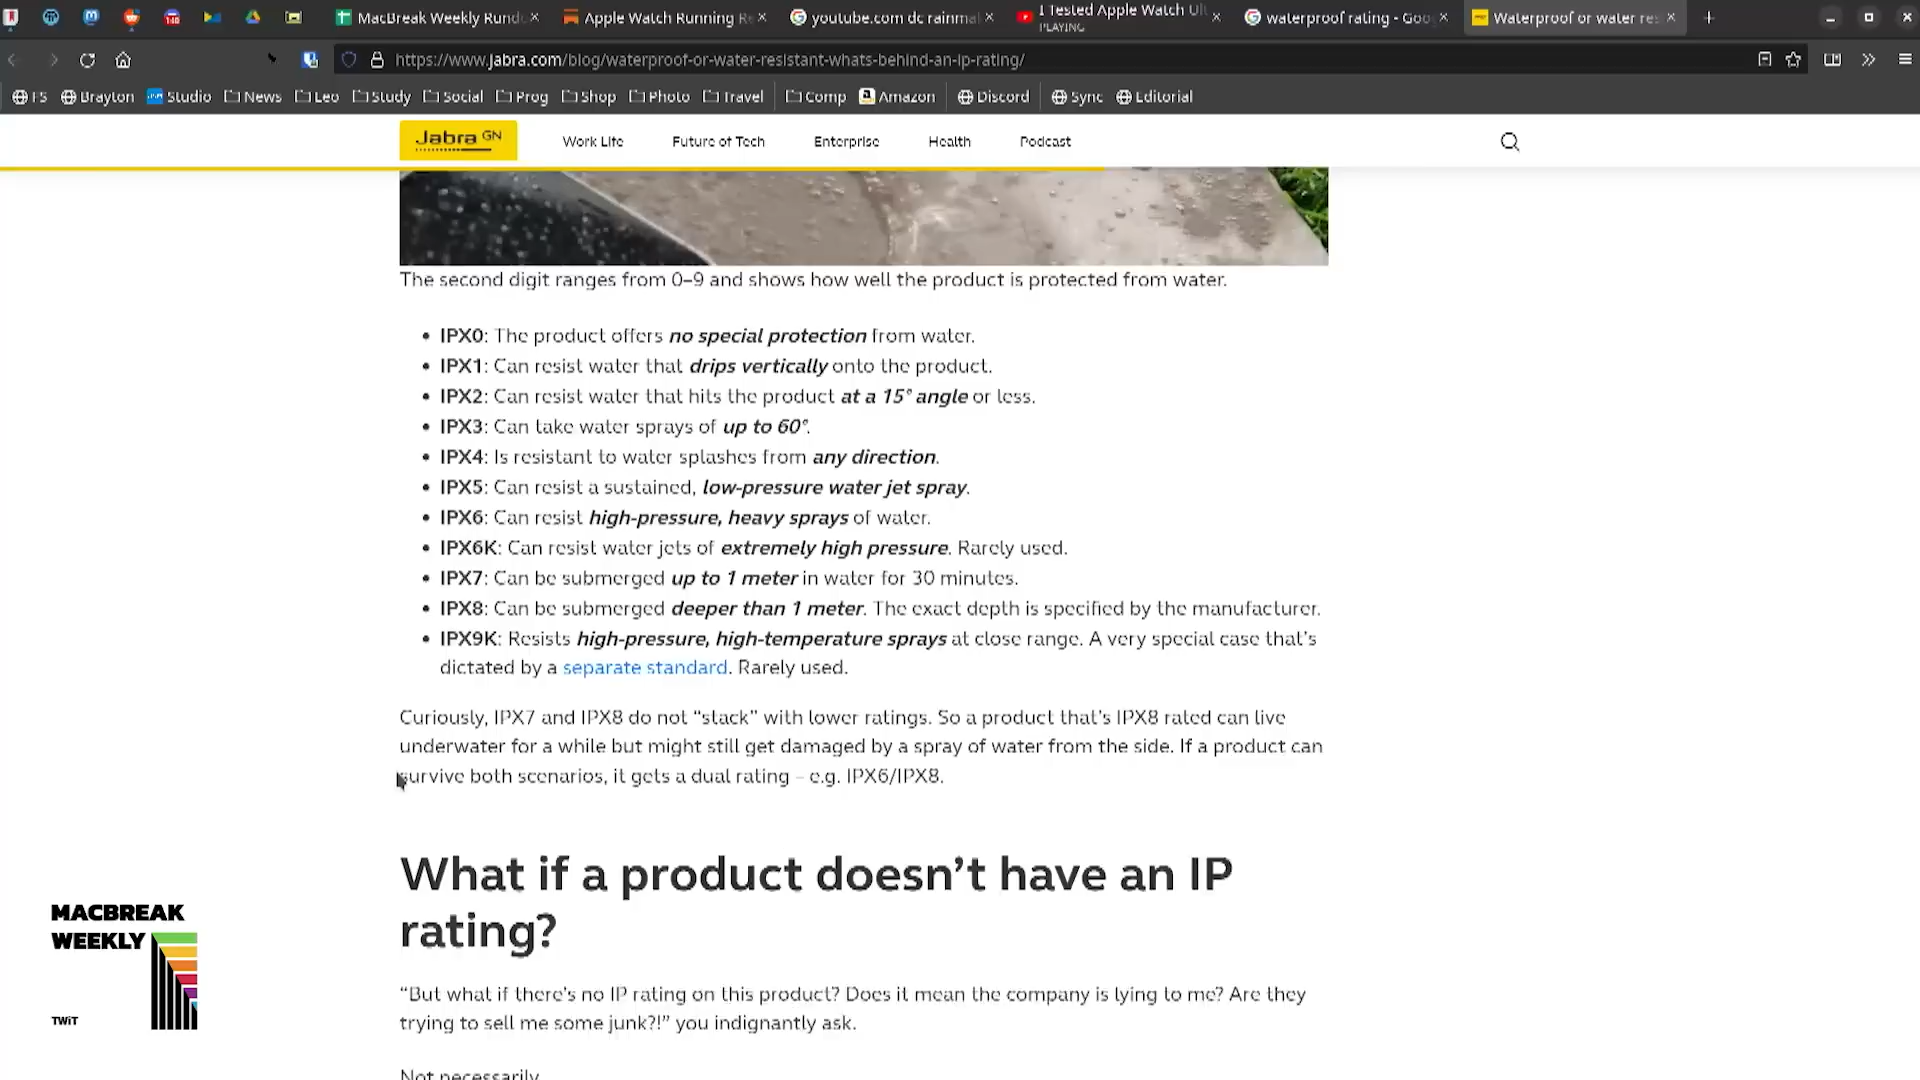 MacBreak Weekly Rund
Apple Watch Running Re
youtube.com dc rainma
I Tested Apple Watch Ul
PLAYING
waterproof rating - Goo
Waterproof or water res
https://www.jabra.com/blog/waterproof-or-water-resistant-whats-behind-an-ip-rating/
FS
Brayton
Studio
News
Leo
Study
Social
Prog
Shop
Photo
Travel
Comp
Amazon
Discord
Sync
Editorial
Jabra GN
Work Life
Future of Tech
Enterprise
Health
Podcast
The second digit ranges from 0–9 and shows how well the product is protected from water.
• IPX0: The product offers no special protection from water.
• IPX1: Can resist water that drips vertically onto the product.
• IPX2: Can resist water that hits the product at a 15° angle or less.
• IPX3: Can take water sprays of up to 60°.
• IPX4: Is resistant to water splashes from any direction.
• IPX5: Can resist a sustained, low-pressure water jet spray.
• IPX6: Can resist high-pressure, heavy sprays of water.
• IPX6K: Can resist water jets of extremely high pressure. Rarely used.
• IPX7: Can be submerged up to 1 meter in water for 30 minutes.
• IPX8: Can be submerged deeper than 1 meter. The exact depth is specified by the manufacturer.
• IPX9K: Resists high-pressure, high-temperature sprays at close range. A very special case that's
dictated by a separate standard. Rarely used.
Curiously, IPX7 and IPX8 do not “stack” with lower ratings. So a product that's IPX8 rated can live
underwater for a while but might still get damaged by a spray of water from the side. If a product can
survive both scenarios, it gets a dual rating – e.g. IPX6/IPX8.
What if a product doesn’t have an IP
rating?
“But what if there’s no IP rating on this product? Does it mean the company is lying to me? Are they
trying to sell me some junk?!” you indignantly ask.
Not necessarily.
MACBREAK
WEEKLY
TWiT